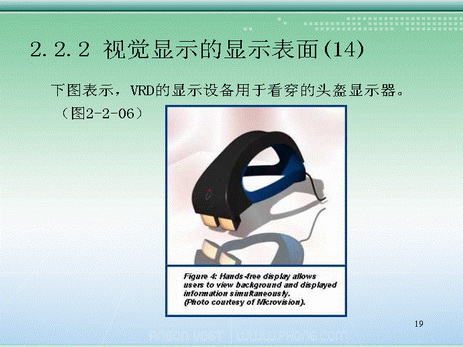 2.2.2 视觉显示的显示表面(14)
下图表示，VRD的显示设备用于看穿的头盔显示器。
（图2-2-06）
Figure 4: Hands-free display allows
users to view background and displayed
information simultaneously.
(Photo courtesy of Microvision).
19